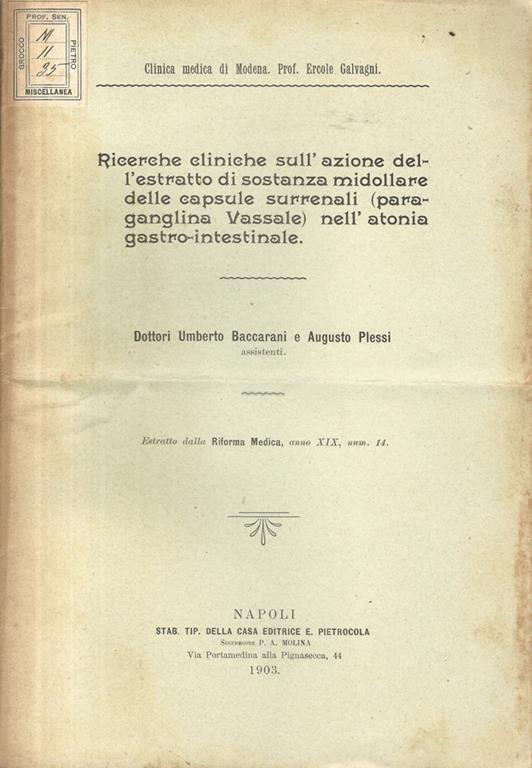 PROF. SEN.
GROCCO
PIETRO
M
11
35
MISCELLANEA
Clinica medica di Modena. Prof. Ercole Galvagni.
Ricerche cliniche sull' azione del-
l'estratto di sostanza midollare
delle capsule surrenali (para-
ganglina Vassale) nell' atonia
gastro-intestinale.
Dottori Umberto Baccarani e Augusto Plessi
assistenti.
Estratto dalla Riforma Medica, anno XIX, num. 14.
NAPOLI
STAB. TIP. DELLA CASA EDITRICE E. PIETROCOLA
Successore P. A. MOLINA
Via Portamedina alla Pignasecca, 44
1903.